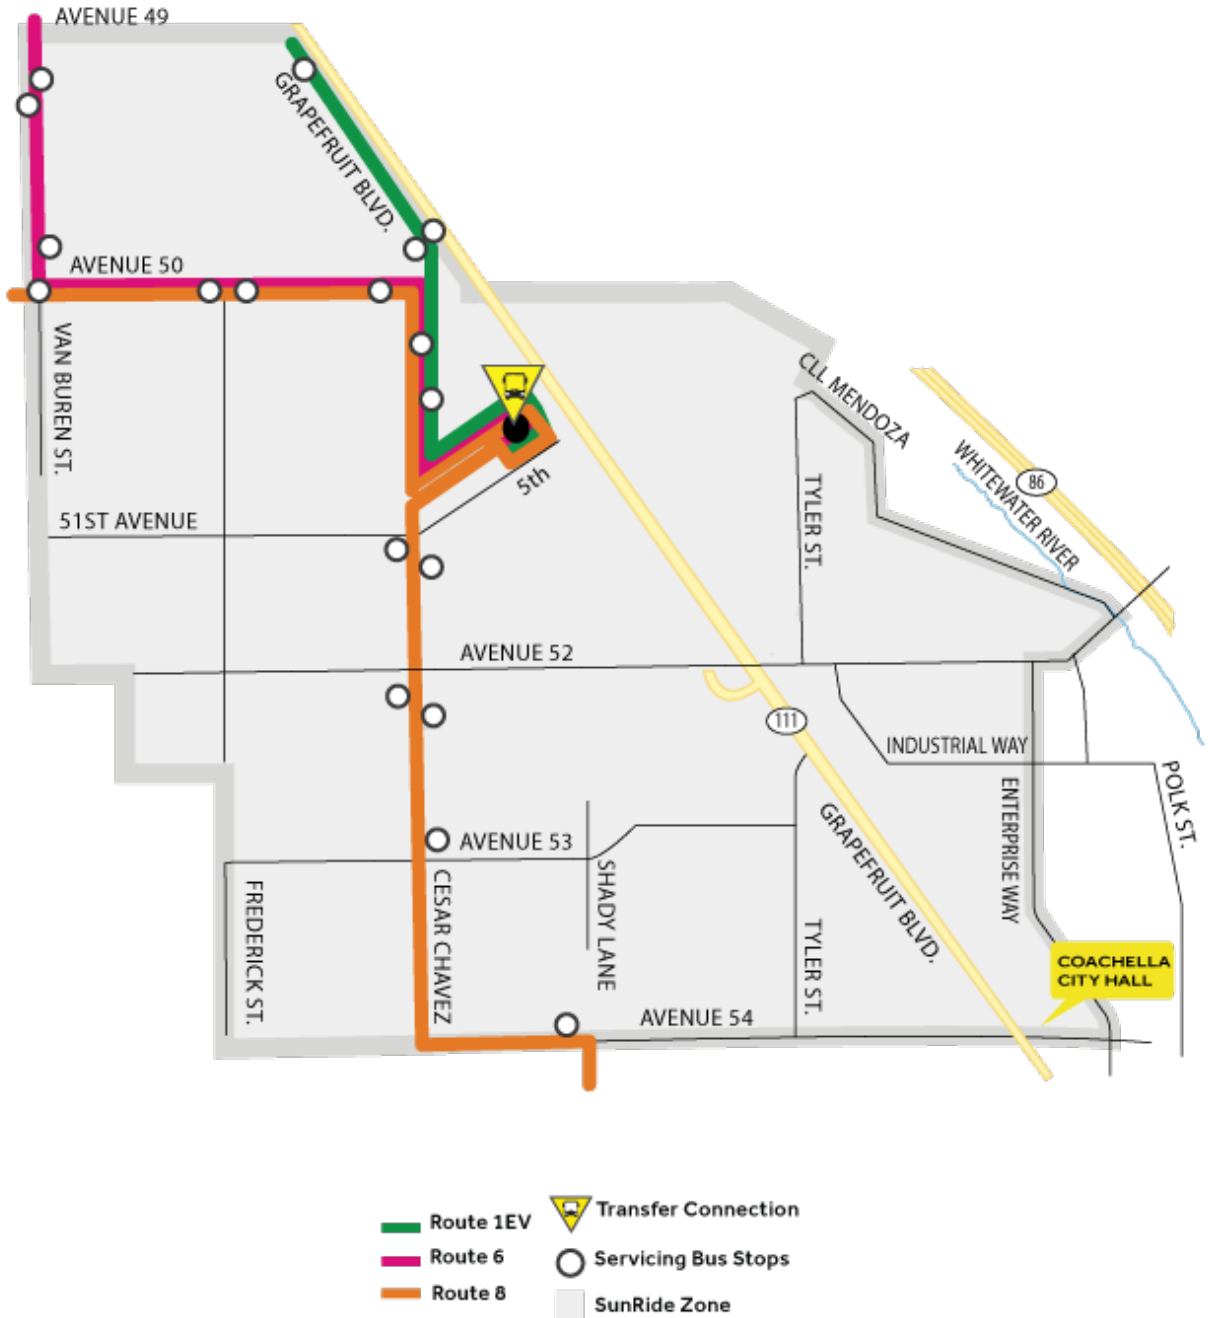 AVENUE 49
GRAPEFRUIT BLVD.
AVENUE 50
VAN BUREN ST.
CLL MENDOZA
WHITEWATER RIVER
86
TYLER ST.
5th
51ST AVENUE
AVENUE 52
111
INDUSTRIAL WAY
POLK ST.
ENTERPRISE WAY
GRAPEFRUIT BLVD.
AVENUE 53
SHADY LANE
CESAR CHAVEZ
FREDERICK ST.
TYLER ST.
COACHELLA
CITY HALL
AVENUE 54
Route 1EV
Route 6
Route 8
Transfer Connection
Servicing Bus Stops
SunRide Zone